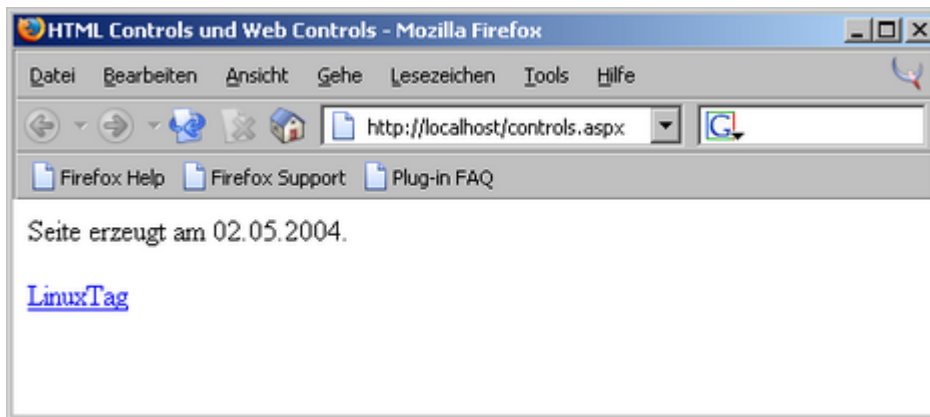 HTML Controls und Web Controls - Mozilla Firefox
Datei Bearbeiten Ansicht Gehe Lesezeichen Tools Hilfe
http://localhost/controls.aspx G
Firefox Help Firefox Support Plug-in FAQ
Seite erzeugt am 02.05.2004.
LinuxTag